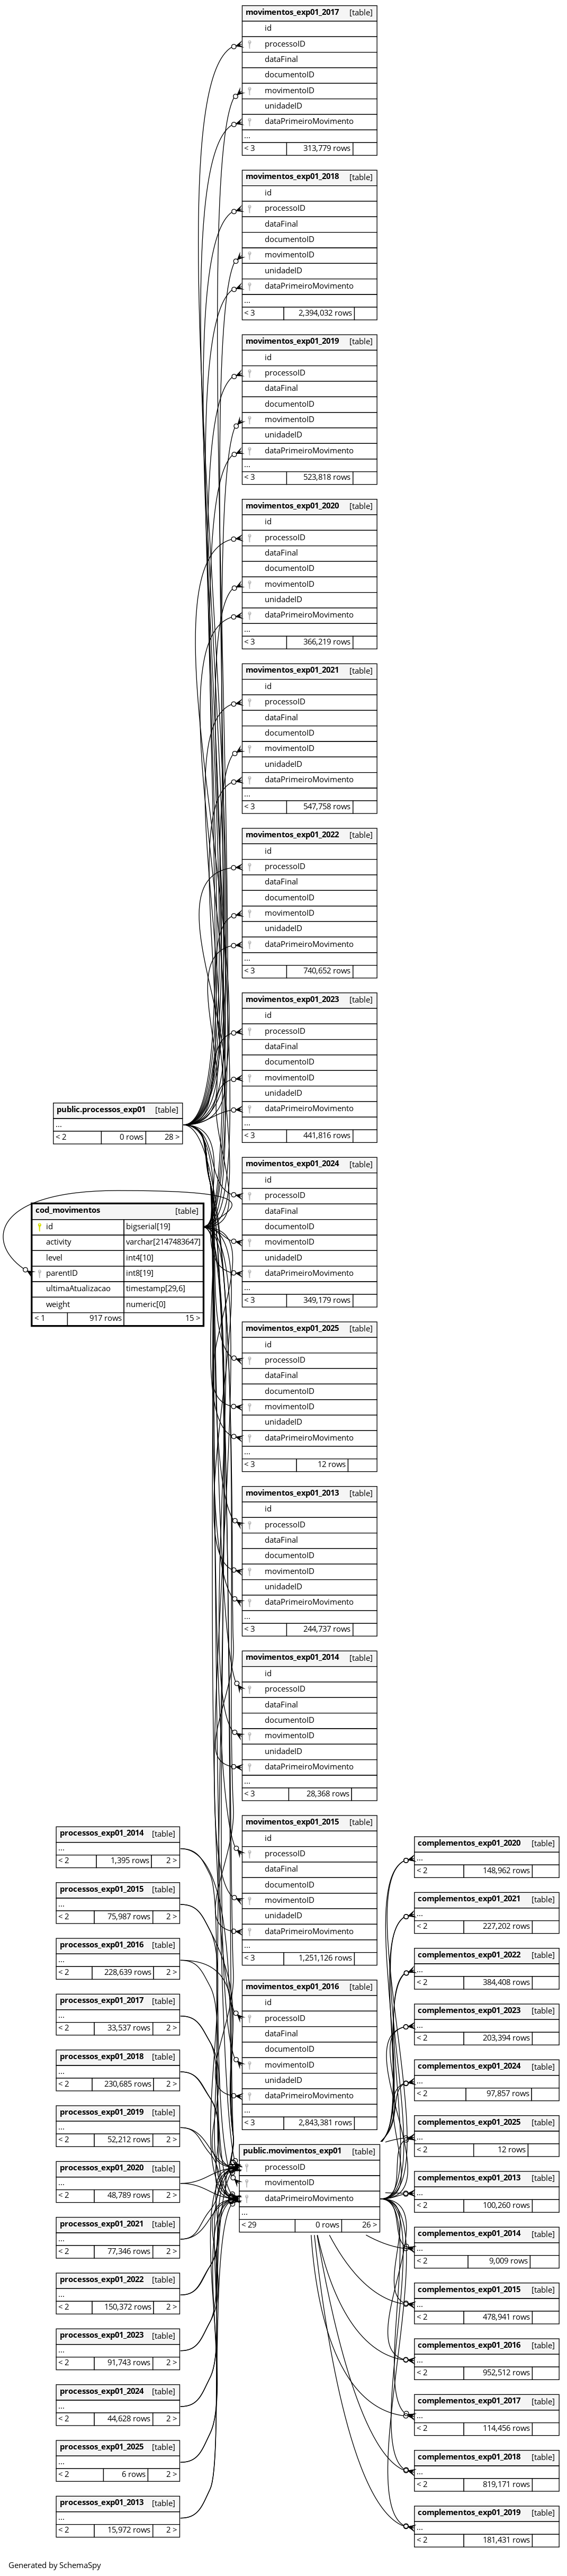 movimentos_exp01_2017 [table]
id
processoID
dataFinal
documentoID
movimentoID
unidadeID
dataPrimeiroMovimento
...
< 3 313,779 rows
movimentos_exp01_2018 [table]
id
processoID
dataFinal
documentoID
movimentoID
unidadeID
dataPrimeiroMovimento
...
< 3 2,394,032 rows
movimentos_exp01_2019 [table]
id
processoID
dataFinal
documentoID
movimentoID
unidadeID
dataPrimeiroMovimento
...
< 3 523,818 rows
movimentos_exp01_2020 [table]
id
processoID
dataFinal
documentoID
movimentoID
unidadeID
dataPrimeiroMovimento
...
< 3 366,219 rows
movimentos_exp01_2021 [table]
id
processoID
dataFinal
documentoID
movimentoID
unidadeID
dataPrimeiroMovimento
...
< 3 547,758 rows
movimentos_exp01_2022 [table]
id
processoID
dataFinal
documentoID
movimentoID
unidadeID
dataPrimeiroMovimento
...
< 3 740,652 rows
movimentos_exp01_2023 [table]
id
processoID
dataFinal
documentoID
movimentoID
unidadeID
dataPrimeiroMovimento
...
< 3 441,816 rows
public.processos_exp01 [table]
...
< 2 0 rows 28 >
cod_movimentos [table]
id bigserial[19]
activity varchar[2147483647]
level int4[10]
parentID int8[19]
ultimaAtualizacao timestamp[29,6]
weight numeric[0]
< 1 917 rows 15 >
movimentos_exp01_2024 [table]
id
processoID
dataFinal
documentoID
movimentoID
unidadeID
dataPrimeiroMovimento
...
< 3 349,179 rows
movimentos_exp01_2025 [table]
id
processoID
dataFinal
documentoID
movimentoID
unidadeID
dataPrimeiroMovimento
...
< 3 12 rows
movimentos_exp01_2013 [table]
id
processoID
dataFinal
documentoID
movimentoID
unidadeID
dataPrimeiroMovimento
...
< 3 244,737 rows
movimentos_exp01_2014 [table]
id
processoID
dataFinal
documentoID
movimentoID
unidadeID
dataPrimeiroMovimento
...
< 3 28,368 rows
movimentos_exp01_2015 [table]
id
processoID
dataFinal
documentoID
movimentoID
unidadeID
dataPrimeiroMovimento
...
< 3 1,251,126 rows
movimentos_exp01_2016 [table]
id
processoID
dataFinal
documentoID
movimentoID
unidadeID
dataPrimeiroMovimento
...
< 3 2,843,381 rows
public.movimentos_exp01 [table]
processoID
movimentoID
dataPrimeiroMovimento
...
< 29 0 rows 26 >
processos_exp01_2014 [table]
...
< 2 1,395 rows 2 >
processos_exp01_2015 [table]
...
< 2 75,987 rows 2 >
processos_exp01_2016 [table]
...
< 2 228,639 rows 2 >
processos_exp01_2017 [table]
...
< 2 33,537 rows 2 >
processos_exp01_2018 [table]
...
< 2 230,685 rows 2 >
processos_exp01_2019 [table]
...
< 2 52,212 rows 2 >
processos_exp01_2020 [table]
...
< 2 48,789 rows 2 >
processos_exp01_2021 [table]
...
< 2 77,346 rows 2 >
processos_exp01_2022 [table]
...
< 2 150,372 rows 2 >
processos_exp01_2023 [table]
...
< 2 91,743 rows 2 >
processos_exp01_2024 [table]
...
< 2 44,628 rows 2 >
processos_exp01_2025 [table]
...
< 2 6 rows 2 >
processos_exp01_2013 [table]
...
< 2 15,972 rows 2 >
complementos_exp01_2020 [table]
...
< 2 148,962 rows
complementos_exp01_2021 [table]
...
< 2 227,202 rows
complementos_exp01_2022 [table]
...
< 2 384,408 rows
complementos_exp01_2023 [table]
...
< 2 203,394 rows
complementos_exp01_2024 [table]
...
< 2 97,857 rows
complementos_exp01_2025 [table]
...
< 2 12 rows
complementos_exp01_2013 [table]
...
< 2 100,260 rows
complementos_exp01_2014 [table]
...
< 2 9,009 rows
complementos_exp01_2015 [table]
...
< 2 478,941 rows
complementos_exp01_2016 [table]
...
< 2 952,512 rows
complementos_exp01_2017 [table]
...
< 2 114,456 rows
complementos_exp01_2018 [table]
...
< 2 819,171 rows
complementos_exp01_2019 [table]
...
< 2 181,431 rows
Generated by SchemaSpy